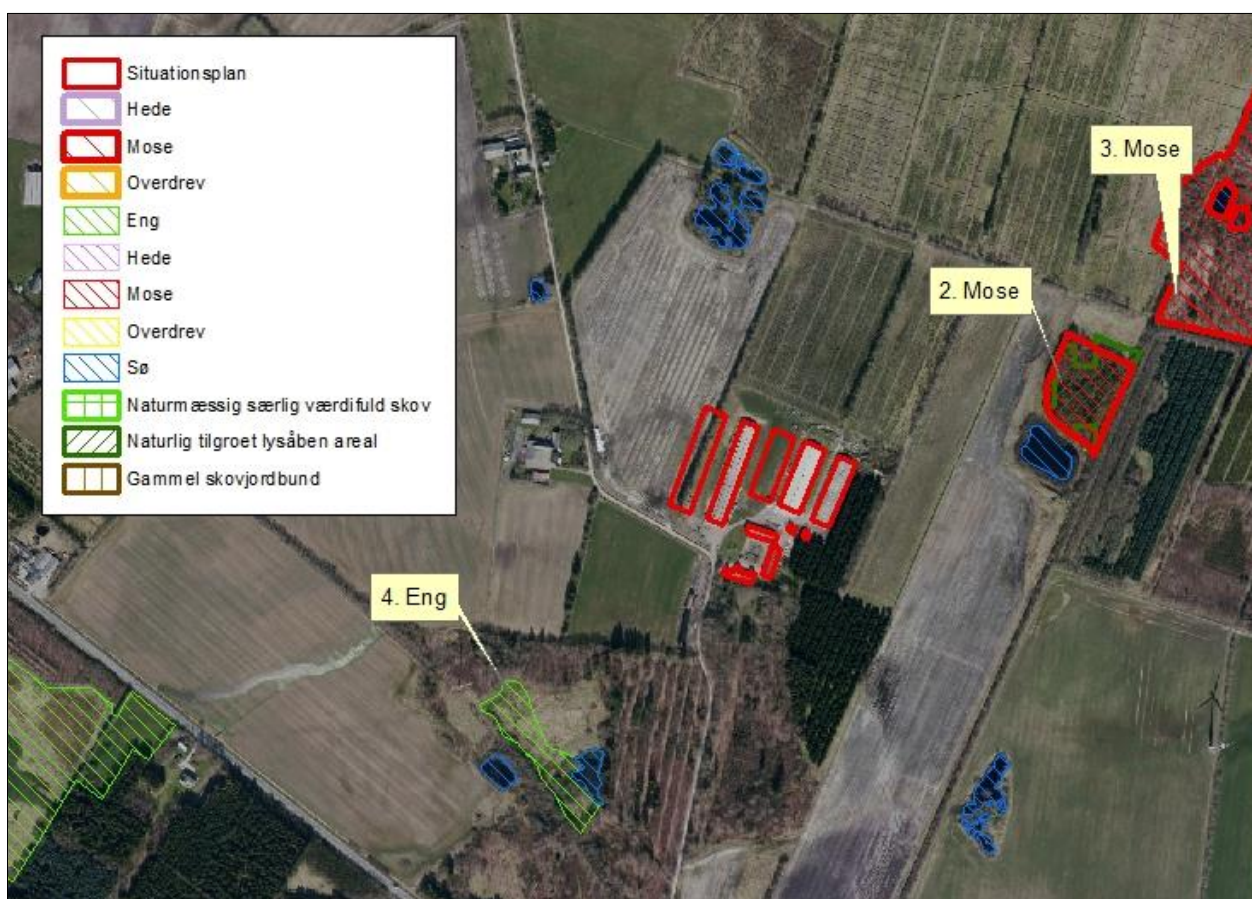 Situationsplan
Hede
Mose
Overdrev
Eng
Hede
Mose
Overdrev
Sø
Naturmæssig særlig værdifuld skov
Naturlig tilgroet lysåben areal
Gammel skovjordbund
3. Mose
2. Mose
4. Eng